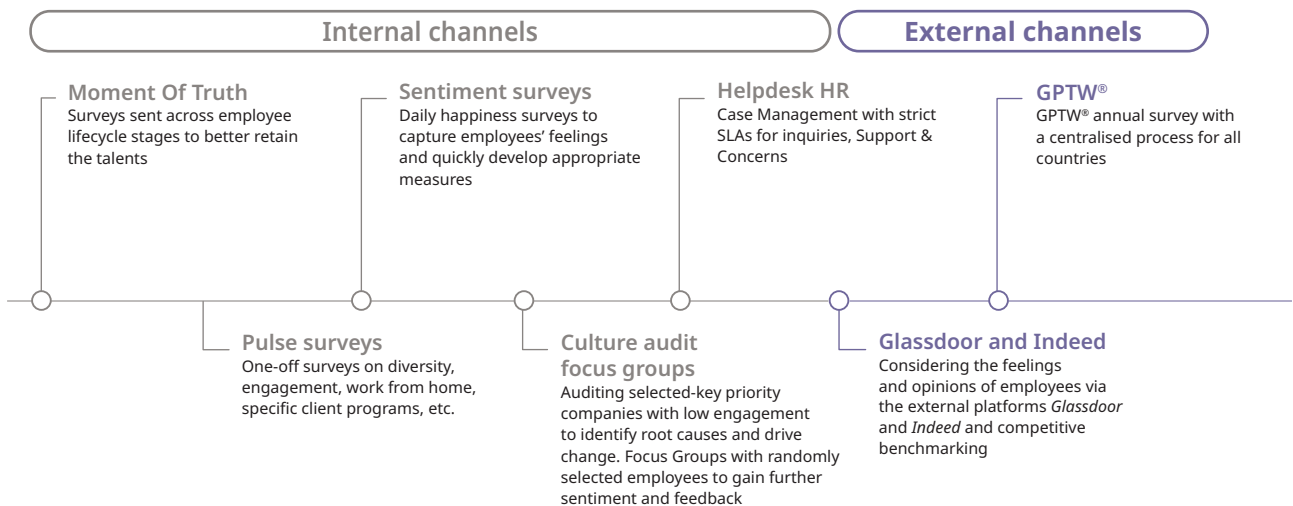 Internal channels
External channels
Moment Of Truth
Surveys sent across employee
lifecycle stages to better retain
the talents
Sentiment surveys
Daily happiness surveys to
capture employees’ feelings
and quickly develop appropriate
measures
Helpdesk HR
Case Management with strict
SLAs for inquiries, Support &
Concerns
GPTW®
GPTW® annual survey with
a centralised process for all
countries
Pulse surveys
One-off surveys on diversity,
engagement, work from home,
specific client programs, etc.
Culture audit
focus groups
Auditing selected-key priority
companies with low engagement
to identify root causes and drive
change. Focus Groups with randomly
selected employees to gain further
sentiment and feedback
Glassdoor and Indeed
Considering the feelings
and opinions of employees via
the external platforms Glassdoor
and Indeed and competitive
benchmarking